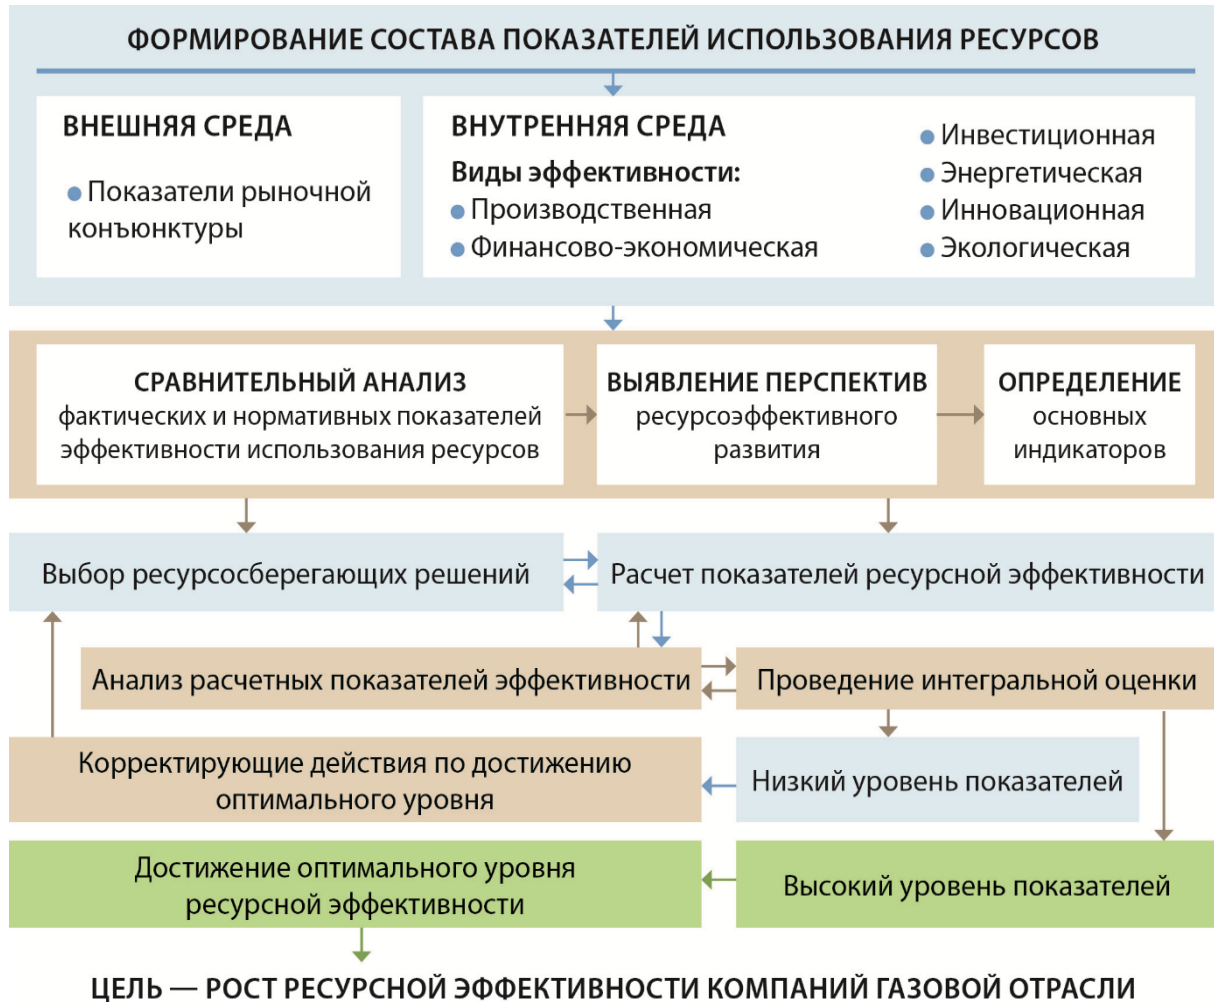 ФОРМИРОВАНИЕ СОСТАВА ПОКАЗАТЕЛЕЙ ИСПОЛЬЗОВАНИЯ РЕСУРСОВ
ВНЕШНЯЯ СРЕДА
● Показатели рыночной
конъюнктуры
ВНУТРЕННЯЯ СРЕДА
Виды эффективности:
● Производственная
● Финансово-экономическая
● Инвестиционная
● Энергетическая
● Инновационная
● Экологическая
СРАВНИТЕЛЬНЫЙ АНАЛИЗ
фактических и нормативных показателей
эффективности использования ресурсов
ВЫЯВЛЕНИЕ ПЕРСПЕКТИВ
ресурсоэффективного
развития
ОПРЕДЕЛЕНИЕ
основных
индикаторов
Выбор ресурсосберегающих решений
Расчет показателей ресурсной эффективности
Анализ расчетных показателей эффективности
Проведение интегральной оценки
Корректирующие действия по достижению
оптимального уровня
Низкий уровень показателей
Достижение оптимального уровня
ресурсной эффективности
Высокий уровень показателей
ЦЕЛЬ — РОСТ РЕСУРСНОЙ ЭФФЕКТИВНОСТИ КОМПАНИЙ ГАЗОВОЙ ОТРАСЛИ